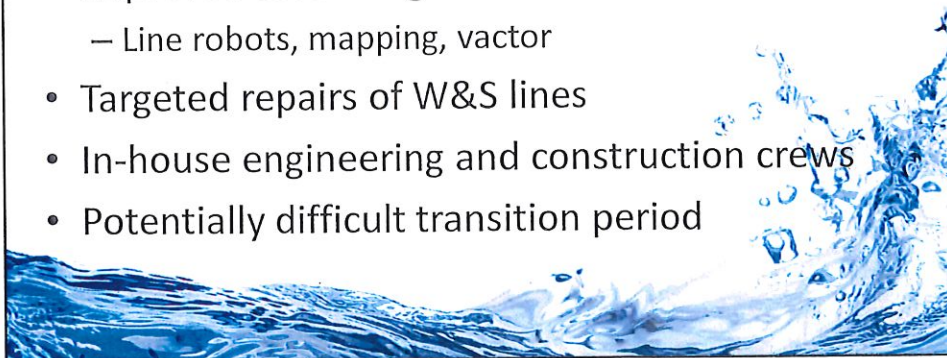 – Line robots, mapping, vactor
• Targeted repairs of W&S lines
• In-house engineering and construction crews
• Potentially difficult transition period